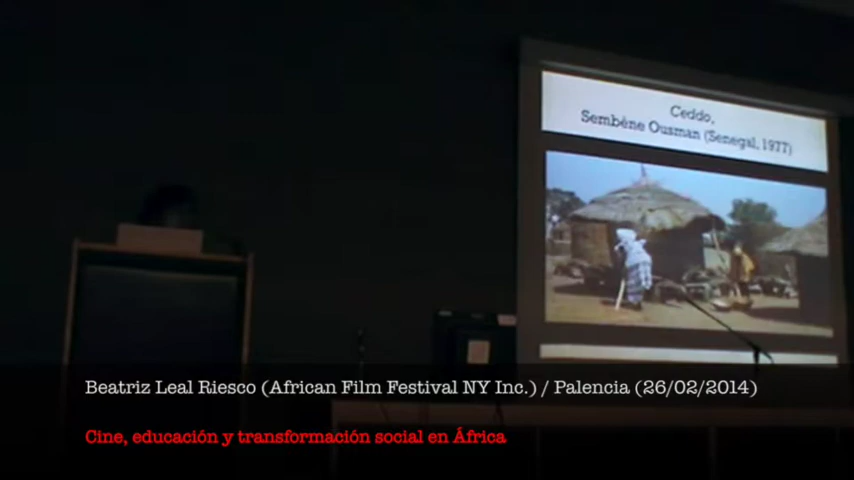 Ceddo,
Sembène Ousman (Senegal, 1977)
Beatriz Leal Riesco (African Film Festival NY Inc.) / Palencia (26/02/2014)
Cine, educación y transformación social en África